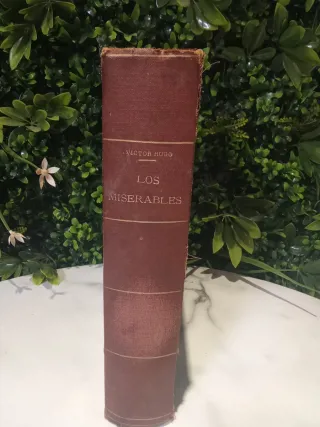 VICTOR HUGO
LOS
MISERABLES